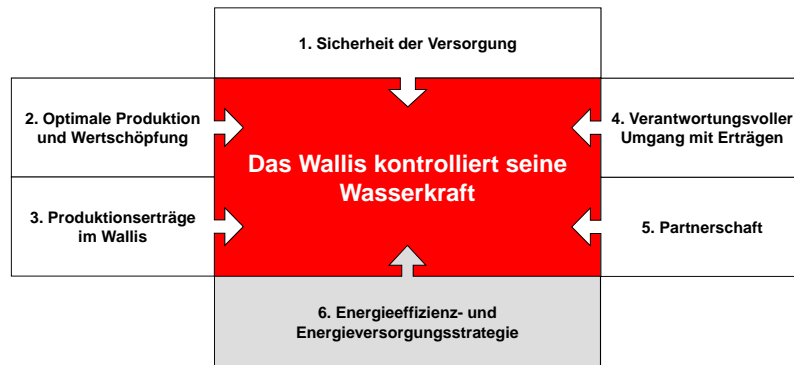 1. Sicherheit der Versorgung
2. Optimale Produktion
und Wertschöpfung
3. Produktionserträge
im Wallis
Das Wallis kontrolliert seine
Wasserkraft
4. Verantwortungsvoller
Umgang mit Erträgen
5. Partnerschaft
6. Energieeffizienz- und
Energieversorgungsstrategie